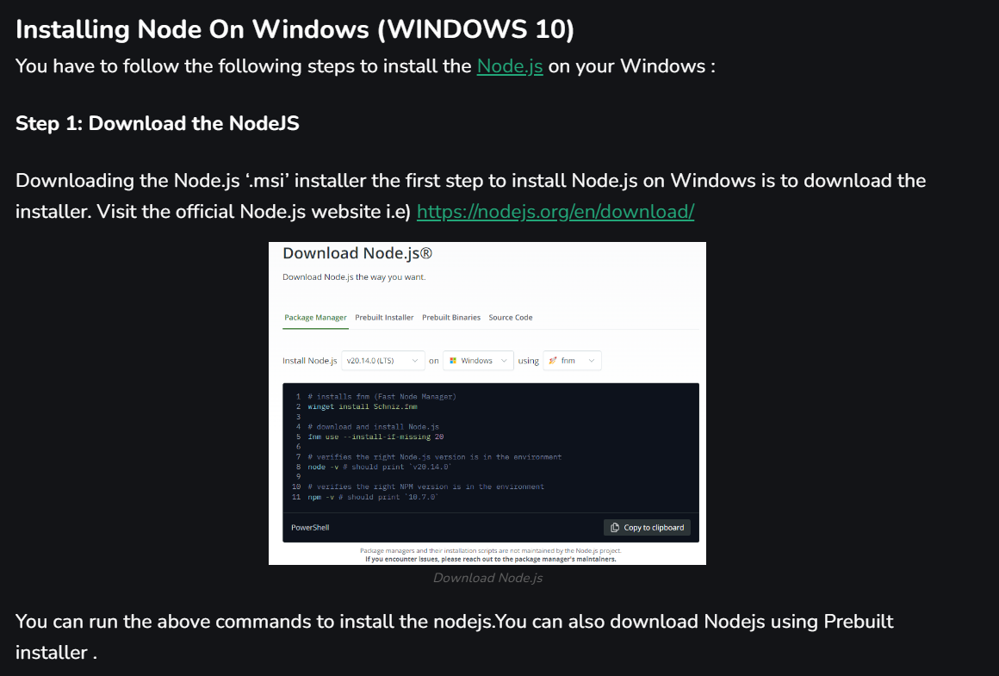 Installing Node On Windows (WINDOWS 10)
You have to follow the following steps to install the Node.js on your Windows :
Step 1: Download the NodeJS
Downloading the Node.js ‘.msi’ installer the first step to install Node.js on Windows is to download the
installer. Visit the official Node.js website i.e) https://nodejs.org/en/download/
Download Node.js®
Download Node.js the way you want.
Package Manager Prebuilt Installer Prebuilt Binaries Source Code
Install Node.js v20.14.0 (LTS) on Windows using fnm
1 # installs fnm (Fast Node Manager)
2 winget install Schniz.fnm
3
4 # download and install Node.js
5 fnm use --install-if-missing 20
6
7 # verifies the right Node.js version is in the environment
8 node -v # should print `v20.14.0`
9
10 # verifies the right NPM version is in the environment
11 npm -v # should print `10.7.0`
PowerShell Copy to clipboard
Package managers and their installation scripts are not maintained by the Node.js project.
If you encounter issues, please reach out to the package manager's maintainers.
Download Node.js
You can run the above commands to install the nodejs.You can also download Nodejs using Prebuilt
installer .